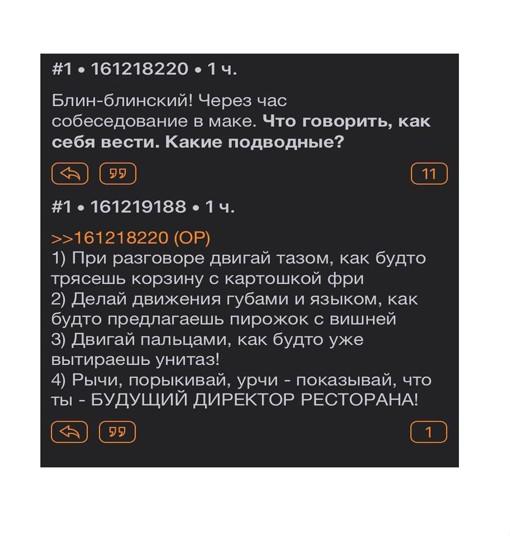 #1 • 161218220 • 1 ч.
Блин-блинский! Через час
собеседование в маке. Что говорить, как
себя вести. Какие подводные?
11
#1 • 161219188 • 1 ч.
>>161218220 (OP)
1) При разговоре двигай тазом, как будто
трясешь корзину с картошкой фри
2) Делай движения губами и языком, как
будто предлагаешь пирожок с вишней
3) Двигай пальцами, как будто уже
вытираешь унитаз!
4) Рычи, порыкивай, урчи - показывай, что
ты - БУДУЩИЙ ДИРЕКТОР РЕСТОРАНА!
1